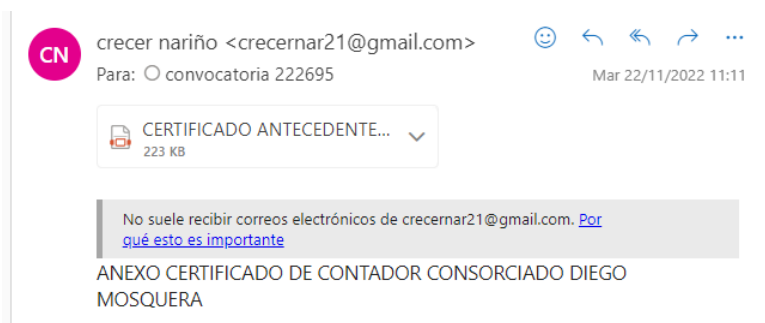 CN
crecer nariño <crecernar21@gmail.com>
Para: convocatoria 222695
Mar 22/11/2022 11:11
CERTIFICADO ANTECEDENTE...
223 KB
No suele recibir correos electrónicos de crecernar21@gmail.com. Por
qué esto es importante
ANEXO CERTIFICADO DE CONTADOR CONSORCIADO DIEGO
MOSQUERA